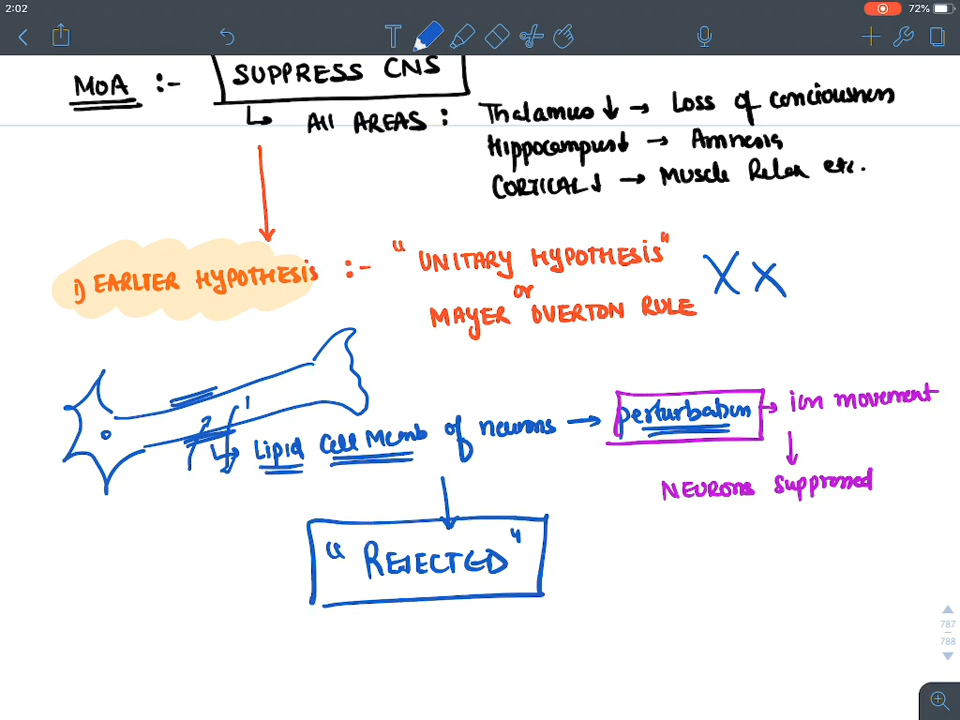 2:02
72%
T
MOA :- SUPPRESS CNS
All AREAS : Thalamus ↓ → Loss of conciousness
Hippocampus↓ → Amnesia
CORTICAL↓ → Muscle Relax etc.
1) EARLIER HYPOTHESIS :- "UNITARY HYPOTHESIS" XX
or
MAYER OVERTON RULE
Lipid Cell Memb of neurons → perturbation → ion movement
NEURONS suppressed
"REJECTED"
787
788